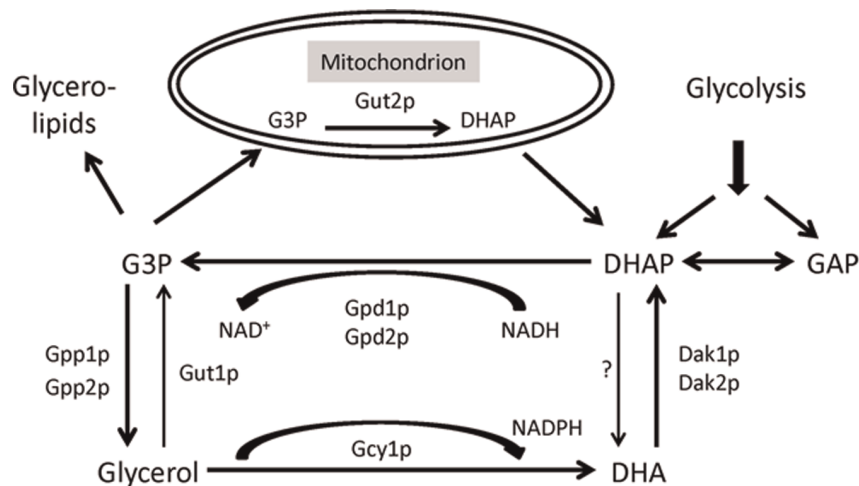 Mitochondrion
Glycero-
lipids
Glycolysis
Gut2p
G3P
DHAP
G3P
DHAP
GAP
Gpd1p
Gpd2p
NAD⁺
NADH
Gpp1p
Gpp2p
Gut1p
?
Dak1p
Dak2p
NADPH
Gcy1p
Glycerol
DHA